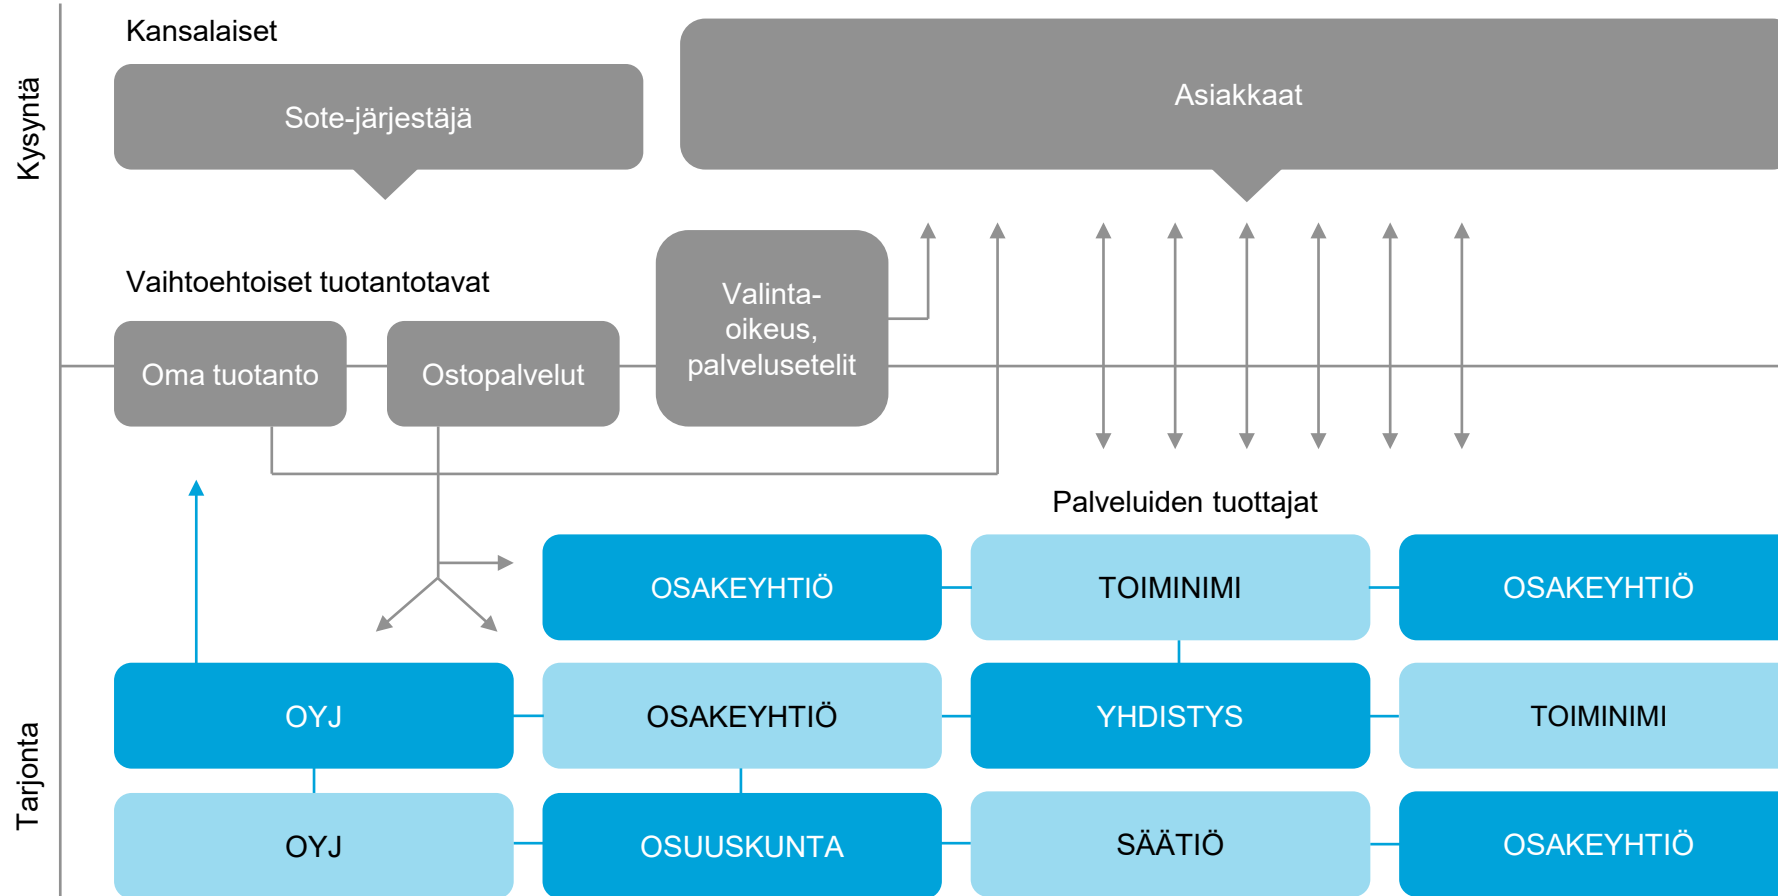 Kysyntä
Kansalaiset
Sote-järjestäjä
Asiakkaat
Vaihtoehtoiset tuotantotavat
Oma tuotanto
Ostopalvelut
Valinta-
oikeus,
palvelusetelit
Palveluiden tuottajat
Tarjonta
OSAKEYHTIÖ
TOIMINIMI
OSAKEYHTIÖ
OYJ
OSAKEYHTIÖ
YHDISTYS
TOIMINIMI
OYJ
OSUUSKUNTA
SÄÄTIÖ
OSAKEYHTIÖ